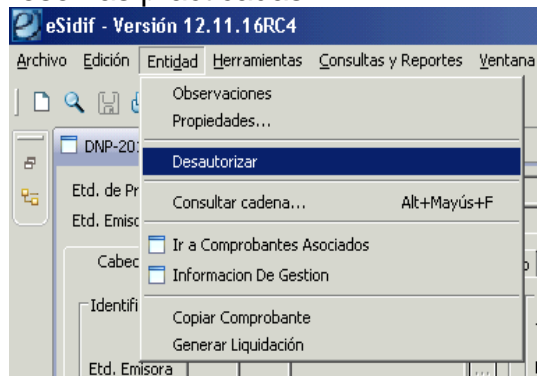 eSidif - Versión 12.11.16RC4
Archivo Edición Entidad Herramientas Consultas y Reportes Ventana
Observaciones
Propiedades...
DNP-201
Desautorizar
Etd. de Pr
Consultar cadena... Alt+Mayús+F
Etd. Emisc
Ir a Comprobantes Asociados
Cabec
Informacion De Gestion
Identifi
Copiar Comprobante
Generar Liquidación
Etd. Emisora